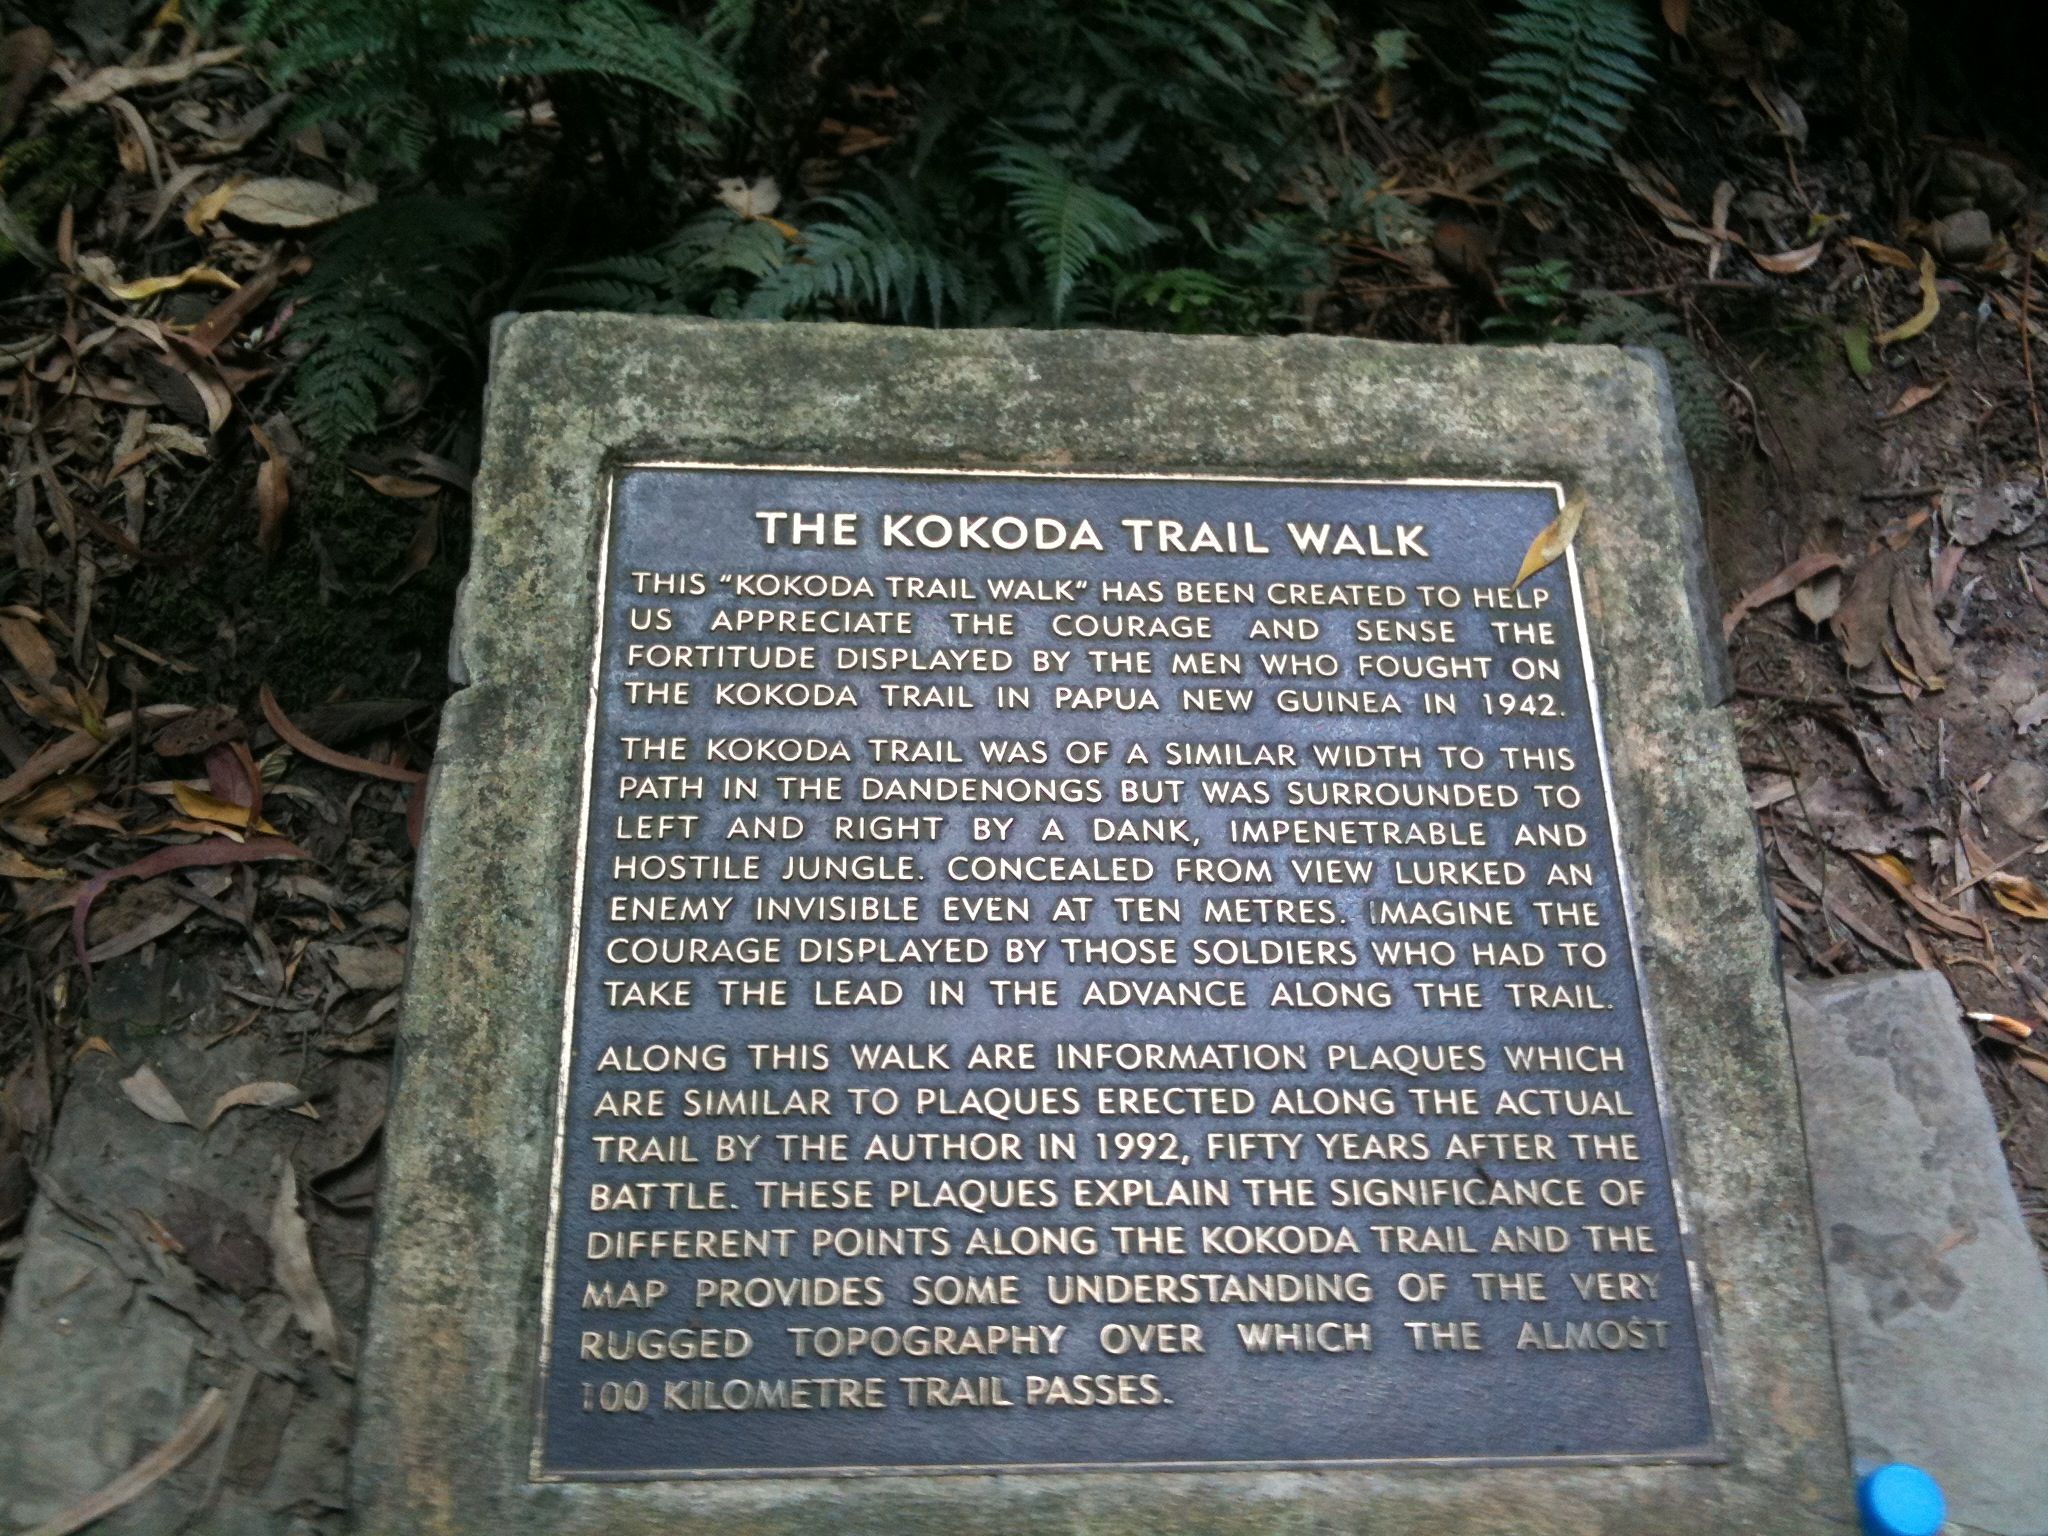 THE KOKODA TRAIL WALK
THIS "KOKODA TRAIL WALK" HAS BEEN CREATED TO HELP
US APPRECIATE THE COURAGE AND SENSE THE
FORTITUDE DISPLAYED BY THE MEN WHO FOUGHT ON
THE KOKODA TRAIL IN PAPUA NEW GUINEA IN 1942.
THE KOKODA TRAIL WAS OF A SIMILAR WIDTH TO THIS
PATH IN THE DANDENONGS BUT WAS SURROUNDED TO
LEFT AND RIGHT BY A DANK, IMPENETRABLE AND
HOSTILE JUNGLE. CONCEALED FROM VIEW LURKED AN
ENEMY INVISIBLE EVEN AT TEN METRES. IMAGINE THE
COURAGE DISPLAYED BY THOSE SOLDIERS WHO HAD TO
TAKE THE LEAD IN THE ADVANCE ALONG THE TRAIL.
ALONG THIS WALK ARE INFORMATION PLAQUES WHICH
ARE SIMILAR TO PLAQUES ERECTED ALONG THE ACTUAL
TRAIL BY THE AUTHOR IN 1992, FIFTY YEARS AFTER THE
BATTLE. THESE PLAQUES EXPLAIN THE SIGNIFICANCE OF
DIFFERENT POINTS ALONG THE KOKODA TRAIL AND THE
MAP PROVIDES SOME UNDERSTANDING OF THE VERY
RUGGED TOPOGRAPHY OVER WHICH THE ALMOST
100 KILOMETRE TRAIL PASSES.